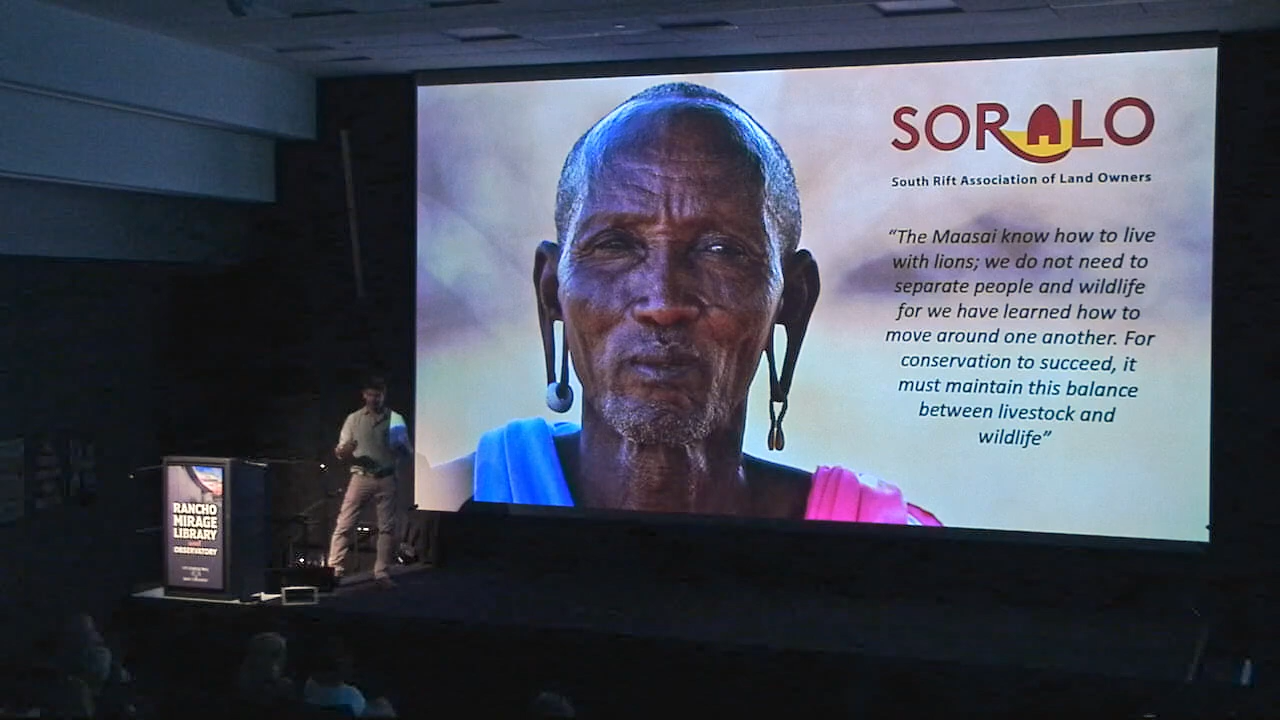 SORALO
South Rift Association of Land Owners
“The Maasai know how to live
with lions; we do not need to
separate people and wildlife
for we have learned how to
move around one another. For
conservation to succeed, it
must maintain this balance
between livestock and
wildlife”
RANCHO
MIRAGE
LIBRARY
and
OBSERVATORY